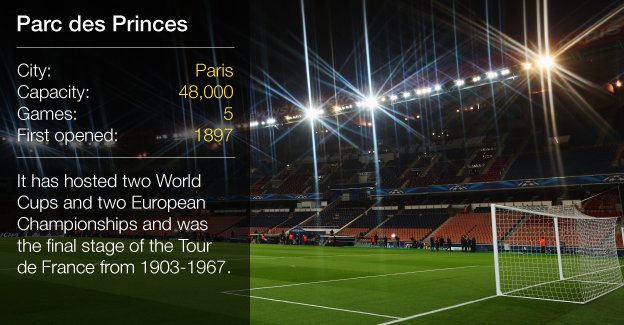 Parc des Princes
City: Paris
Capacity: 48,000
Games: 5
First opened: 1897
It has hosted two World
Cups and two European
Championships and was
the final stage of the Tour
de France from 1903-1967.